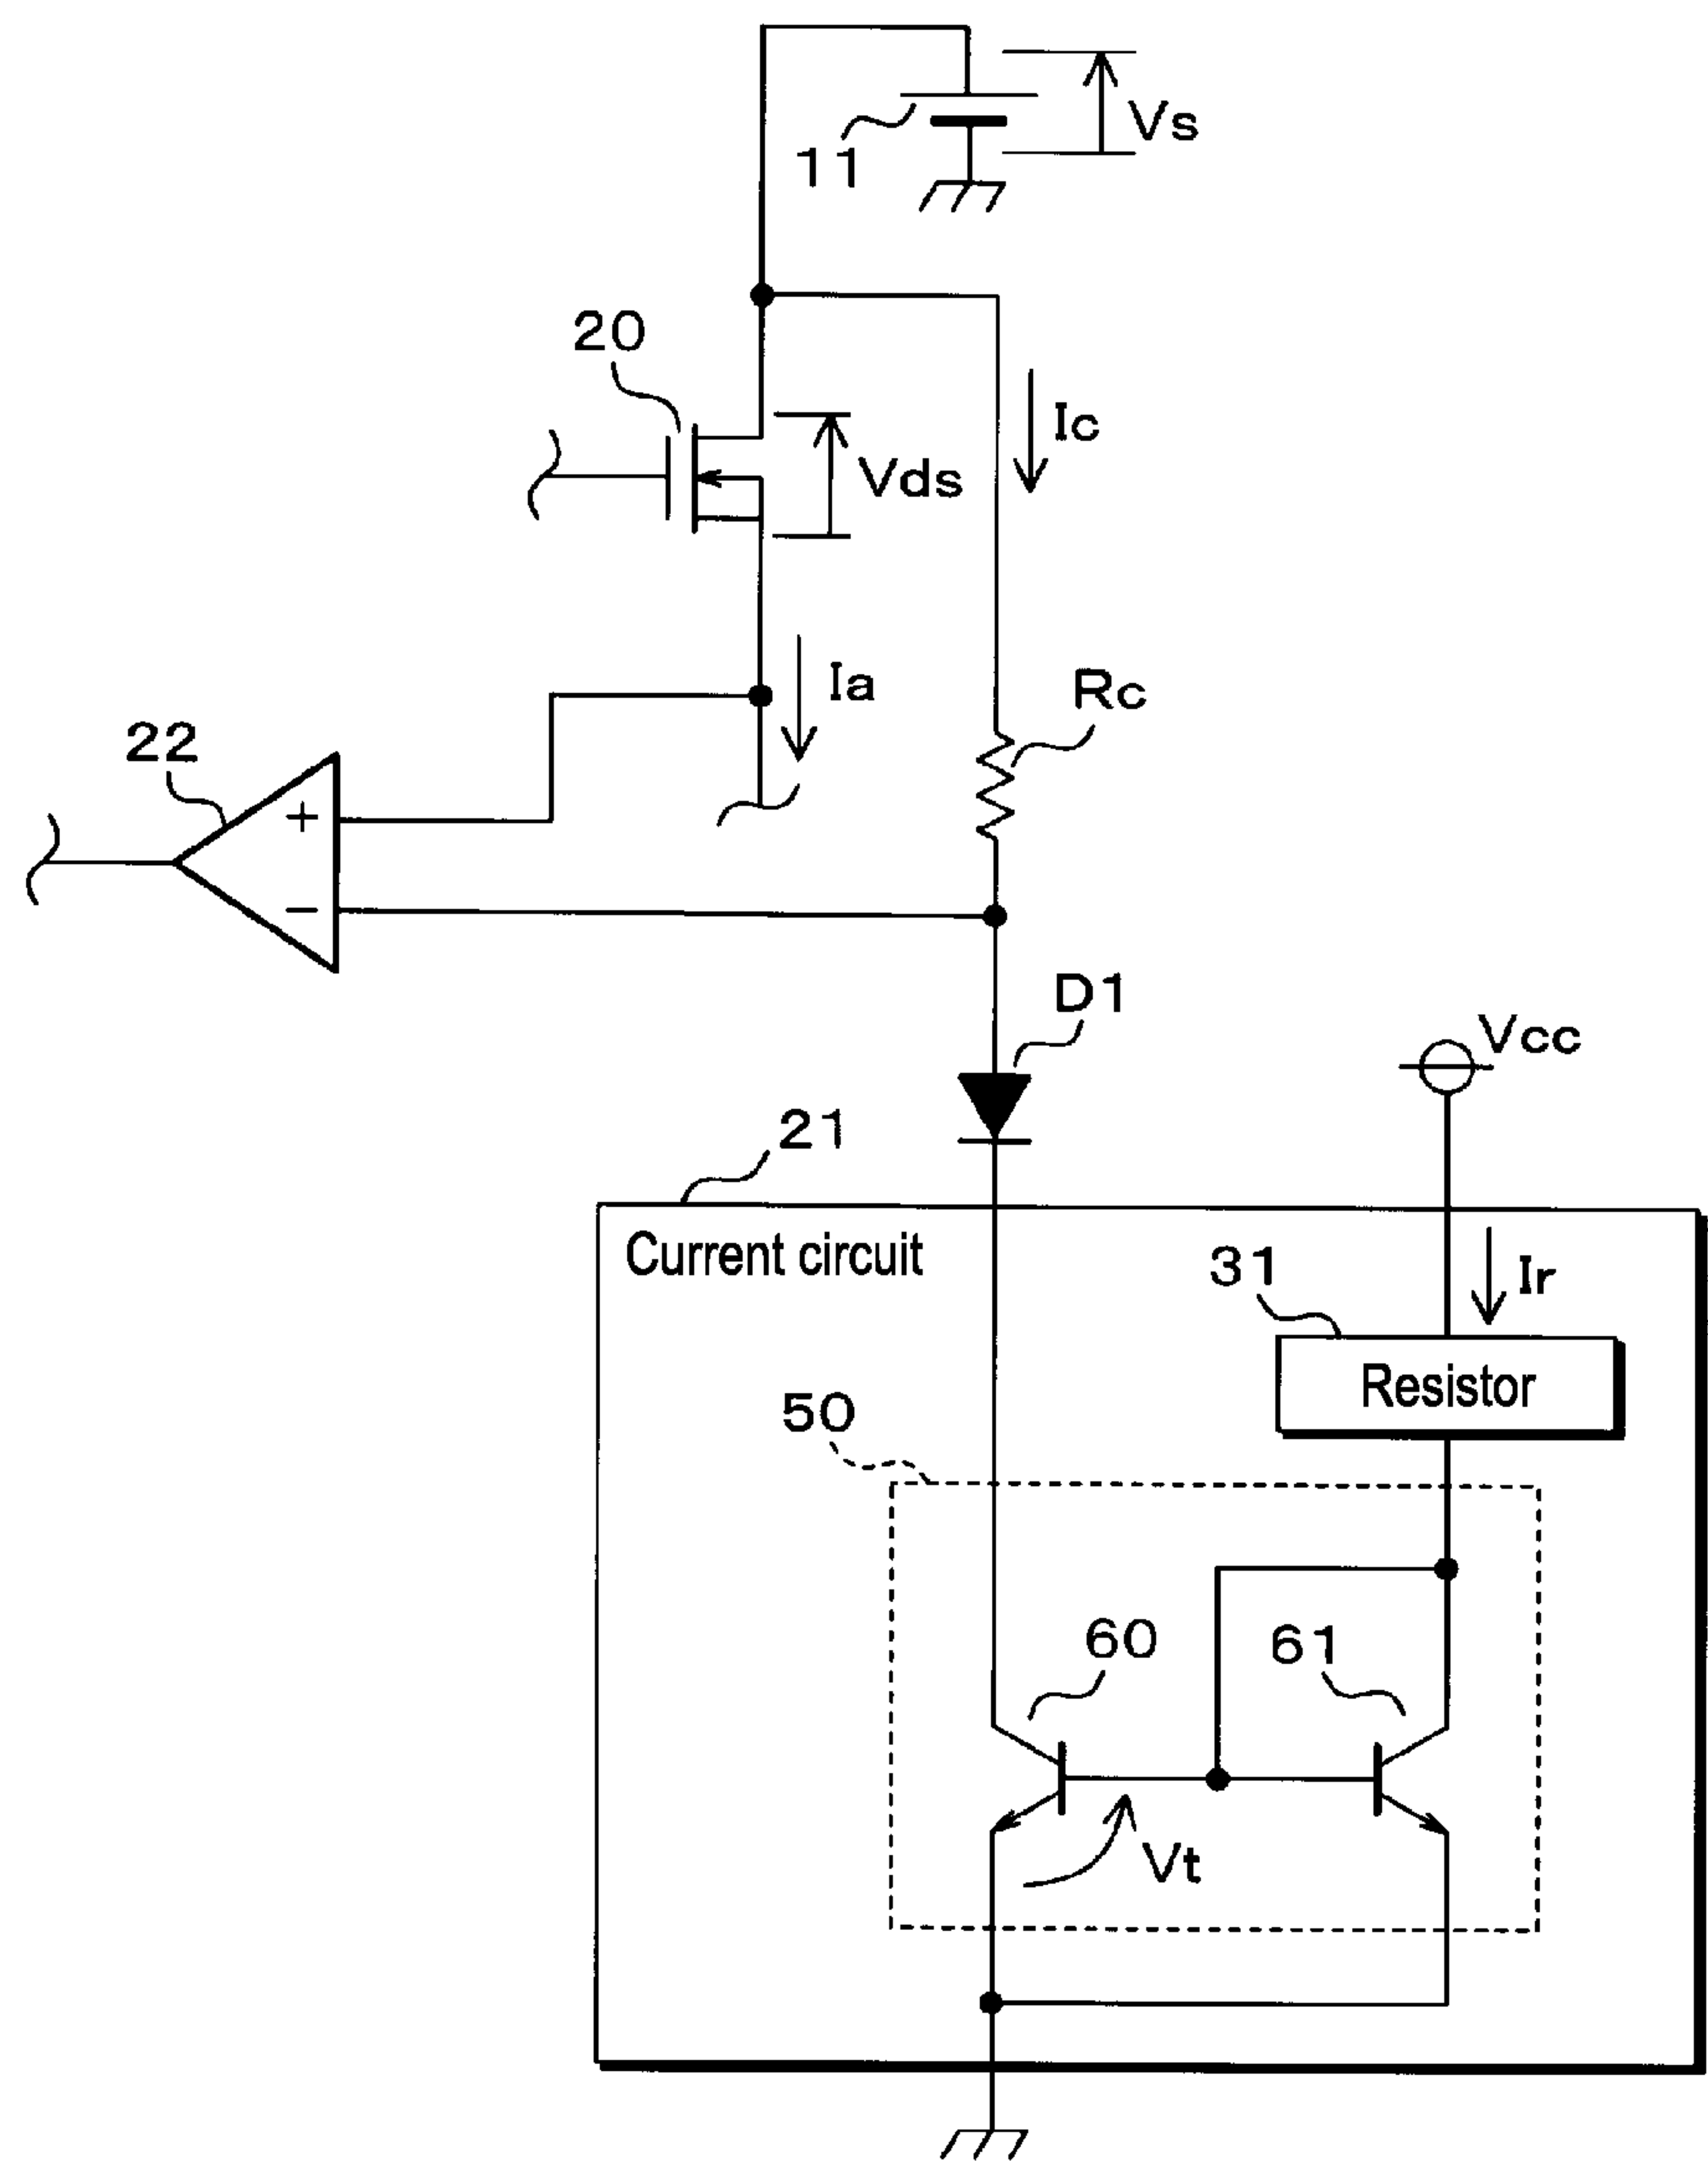 Vs
11
20
Ic
Vds
Ia
Rc
22
+
−
D1
Vcc
21
Current circuit
31
Ir
Resistor
50
60
61
Vt